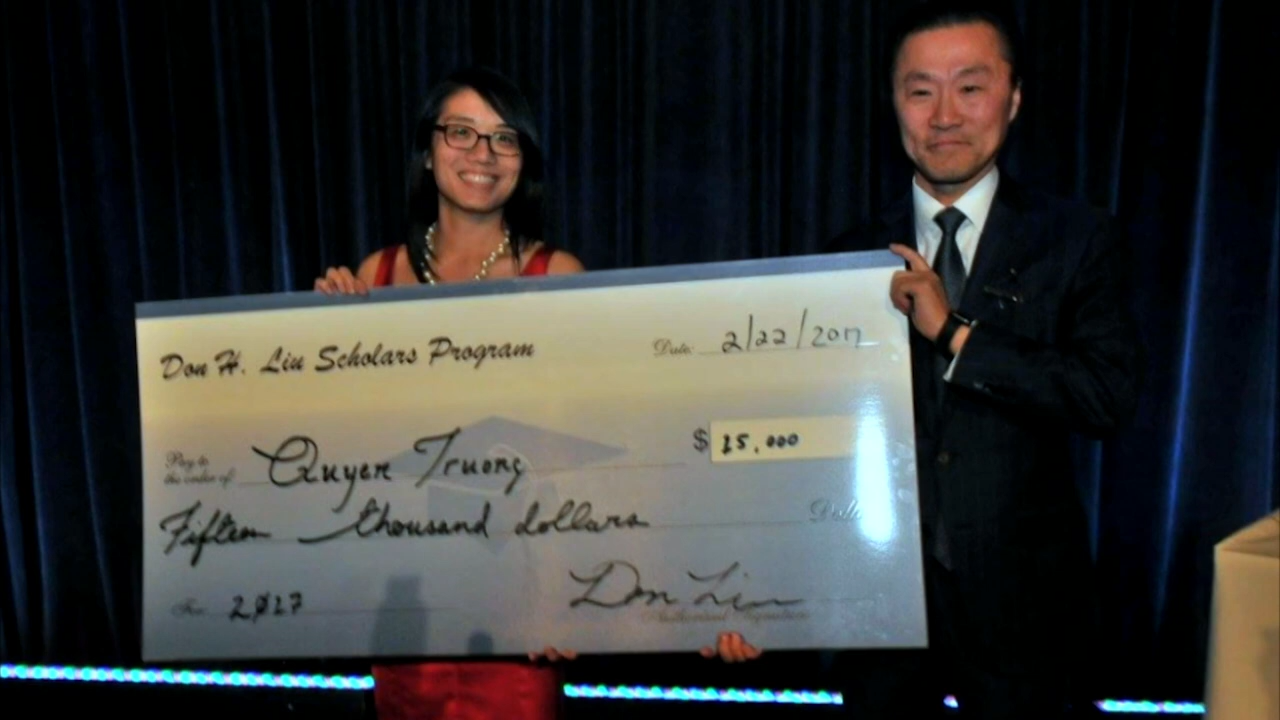 Don H. Liu Scholars Program
Date: 2/22/2017
Pay to the order of: Quyen Truong $ 15,000
Fifteen thousand dollars
For: 2017 Don Liu
Authorized Signature